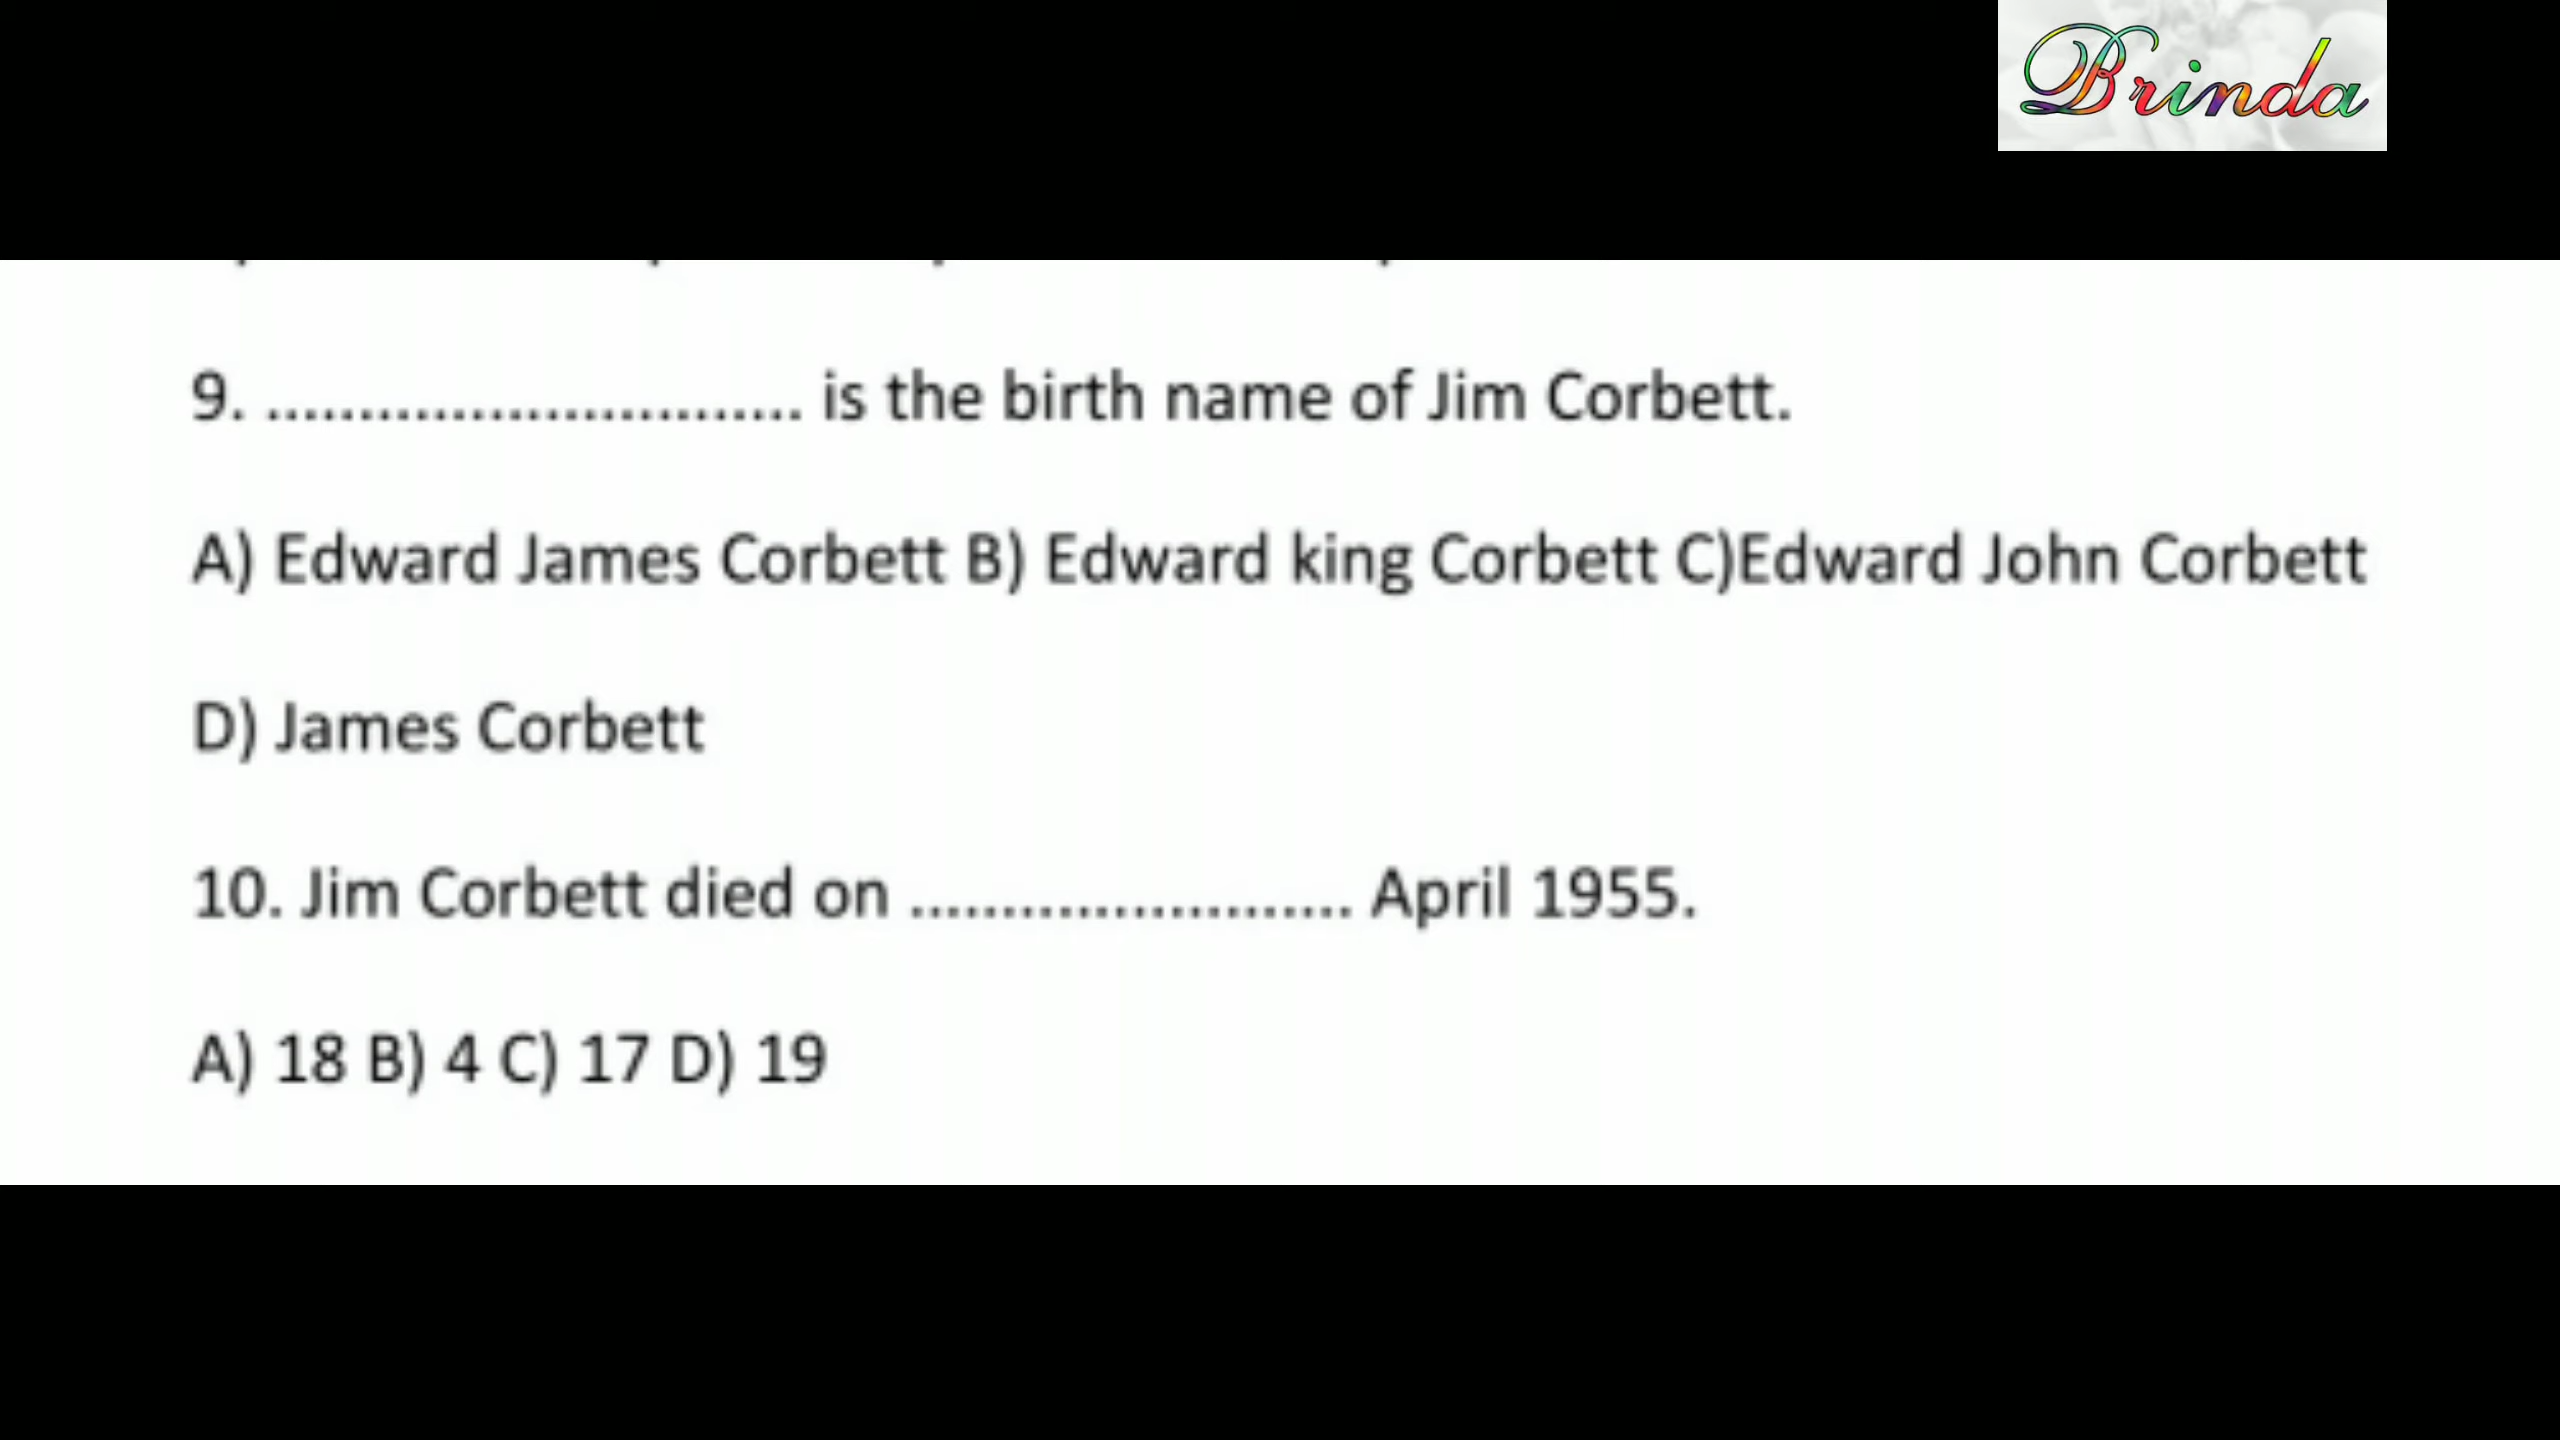 Brinda
9. ............................. is the birth name of Jim Corbett.
A) Edward James Corbett B) Edward king Corbett C)Edward John Corbett
D) James Corbett
10. Jim Corbett died on ........................ April 1955.
A) 18 B) 4 C) 17 D) 19